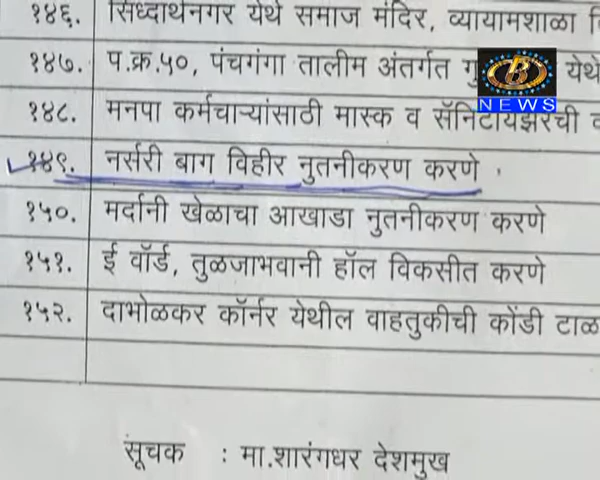 १४६. सिध्दार्थनगर येथे समाज मंदिर, व्यायामशाळा
१४७. प.क्र.५०, पंचगंगा तालीम अंतर्गत येथे
B
NEWS
१४८. मनपा कर्मचाऱ्यांसाठी मास्क व सॅनिटायझरची
१४९. नर्सरी बाग विहीर नुतनीकरण करणे
१५०. मर्दानी खेळाचा आखाडा नुतनीकरण करणे
१५१. ई वॉर्ड, तुळजाभवानी हॉल विकसीत करणे
१५२. दाभोळकर कॉर्नर येथील वाहतुकीची कोंडी टाळ
सूचक : मा.शारंगधर देशमुख